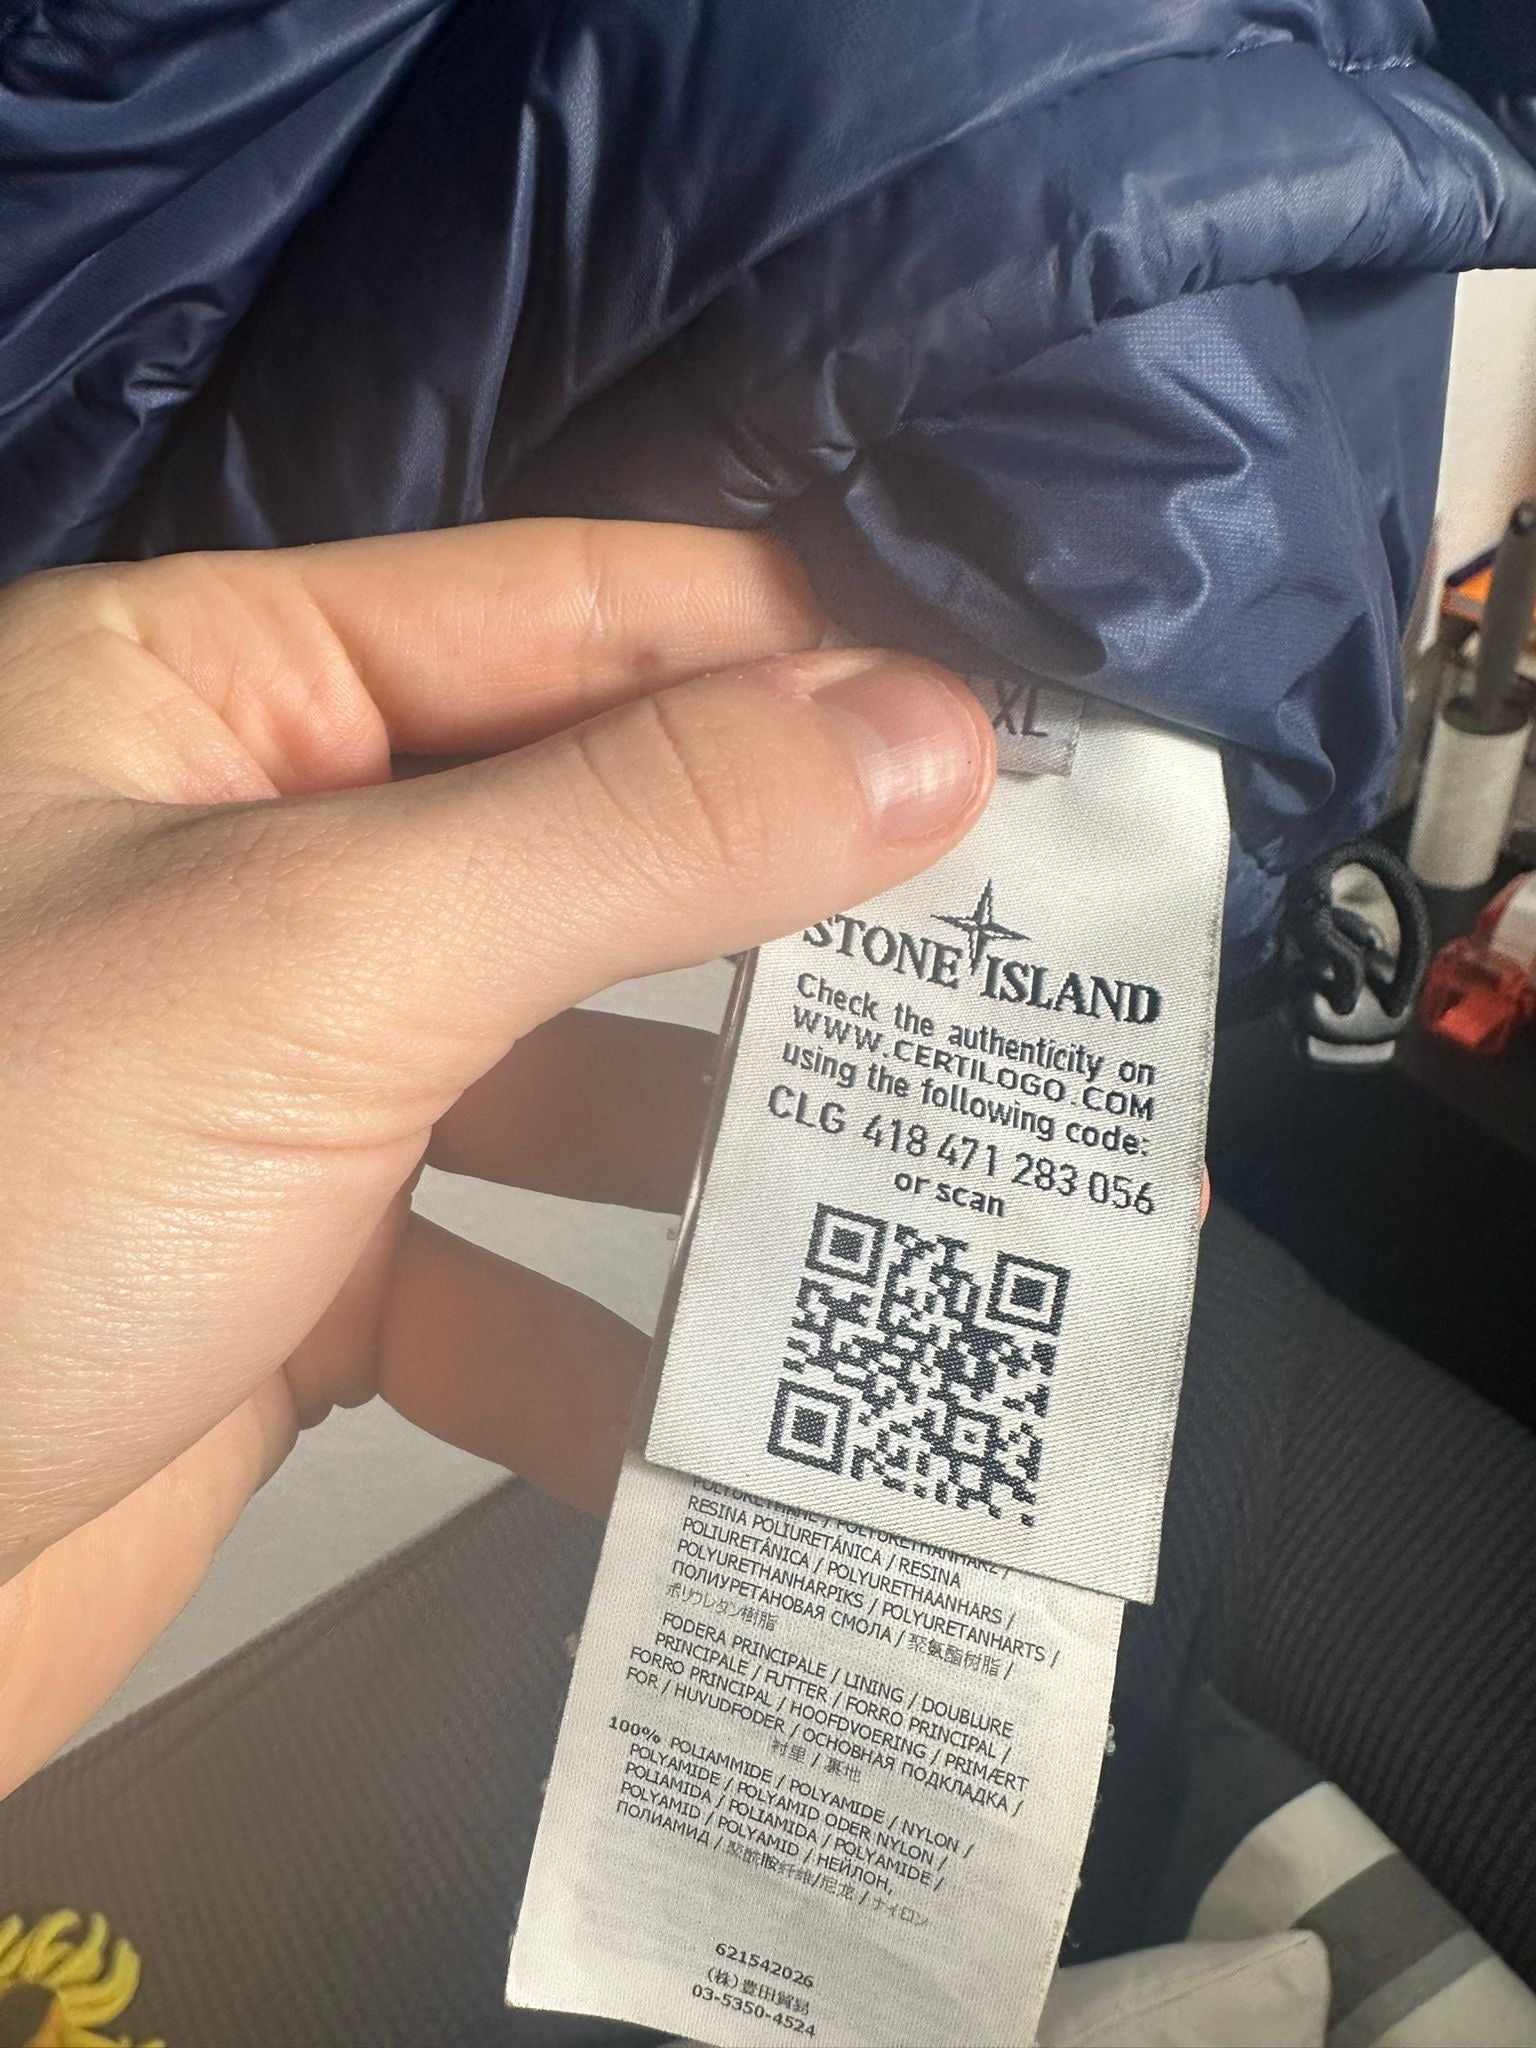 XL
STONE ISLAND
Check the authenticity on
WWW.CERTILOGO.COM
using the following code:
CLG 418 471 283 056
or scan
POLYURETHANE / POLYURETHANHARZ /
RESINA POLIURETÂNICA / RESINA
POLIURETÂNICA / POLYURETHAANHARS /
POLYURETHANHARPIKS / POLYURETANHARTS /
ПОЛИУРЕТАНОВАЯ СМОЛА / 聚氨酯树脂 /
ポリウレタン樹脂
FODERA PRINCIPALE / LINING / DOUBLURE
PRINCIPALE / FUTTER / FORRO PRINCIPAL /
FORRO PRINCIPAL / HOOFDVOERING / PRIMÆRT
FOR / HUVUDFODER / ОСНОВНАЯ ПОДКЛАДКА /
衬里 / 裏地
100% POLIAMMIDE / POLYAMIDE / NYLON /
POLYAMIDE / POLYAMID ODER NYLON /
POLIAMIDA / POLIAMIDA / POLYAMIDE /
POLYAMID / POLYAMID / НЕЙЛОН,
ПОЛИАМИД / 聚酰胺纤维/尼龙 / ナイロン
621542026
(株) 豊田貿易
03-5350-4524